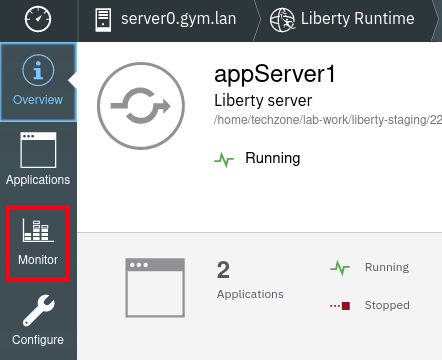 server0.gym.lan
Liberty Runtime
Overview
Applications
Monitor
Configure
appServer1
Liberty server
/home/techzone/lab-work/liberty-staging/22
Running
2
Applications
Running
Stopped